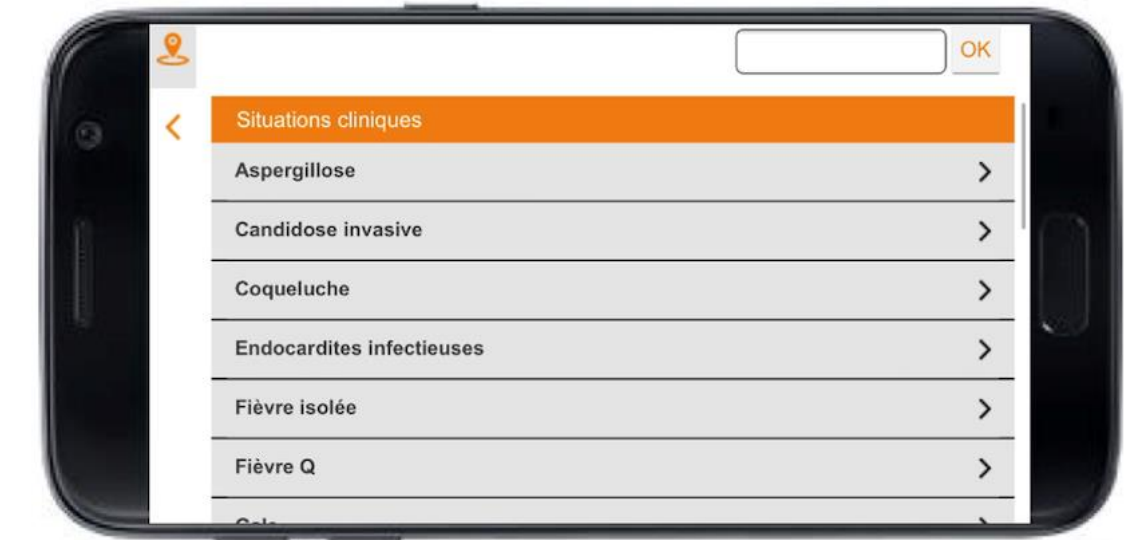 OK
Situations cliniques
Aspergillose
Candidose invasive
Coqueluche
Endocardites infectieuses
Fièvre isolée
Fièvre Q